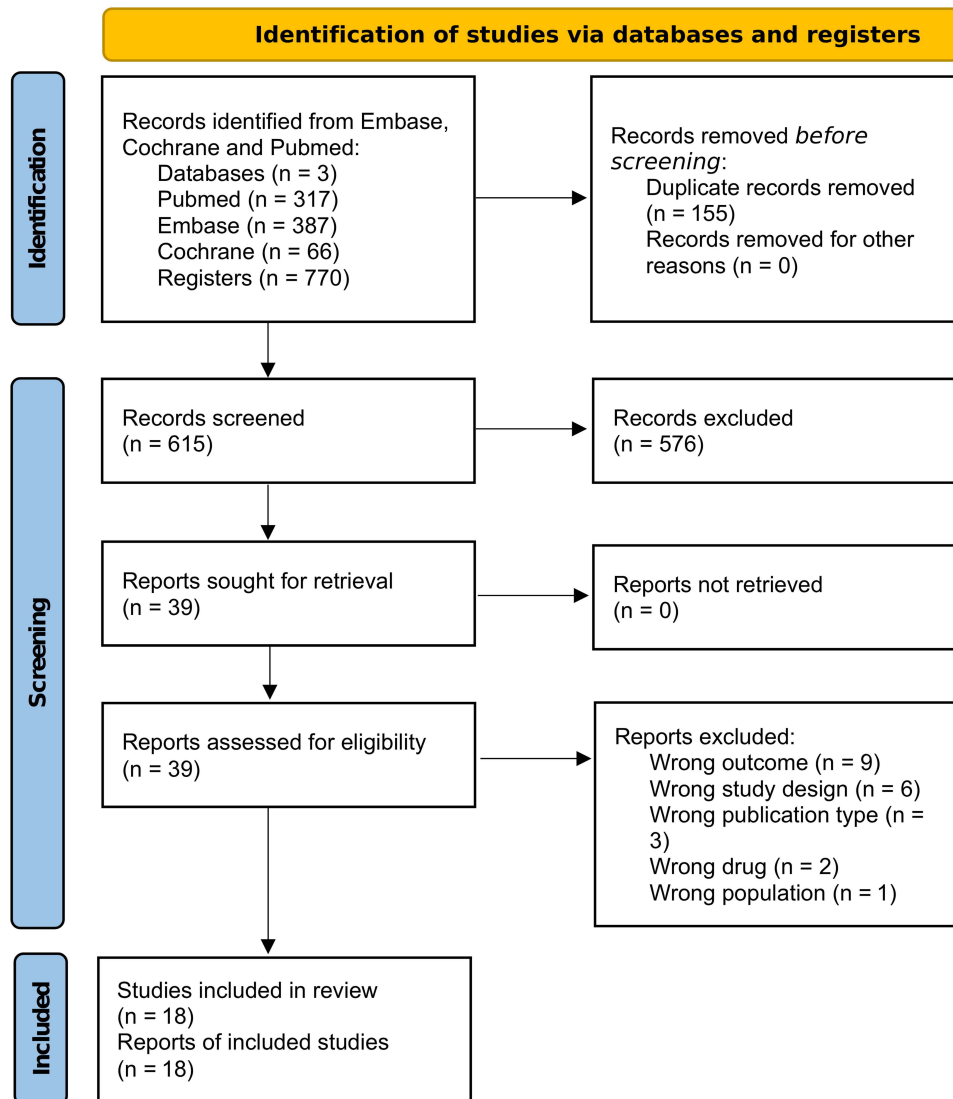 Identification of studies via databases and registers
Identification
Records identified from Embase,
Cochrane and Pubmed:
Databases (n = 3)
Pubmed (n = 317)
Embase (n = 387)
Cochrane (n = 66)
Registers (n = 770)
Records removed before
screening:
Duplicate records removed
(n = 155)
Records removed for other
reasons (n = 0)
Screening
Records screened
(n = 615)
Records excluded
(n = 576)
Reports sought for retrieval
(n = 39)
Reports not retrieved
(n = 0)
Reports assessed for eligibility
(n = 39)
Reports excluded:
Wrong outcome (n = 9)
Wrong study design (n = 6)
Wrong publication type (n =
3)
Wrong drug (n = 2)
Wrong population (n = 1)
Included
Studies included in review
(n = 18)
Reports of included studies
(n = 18)